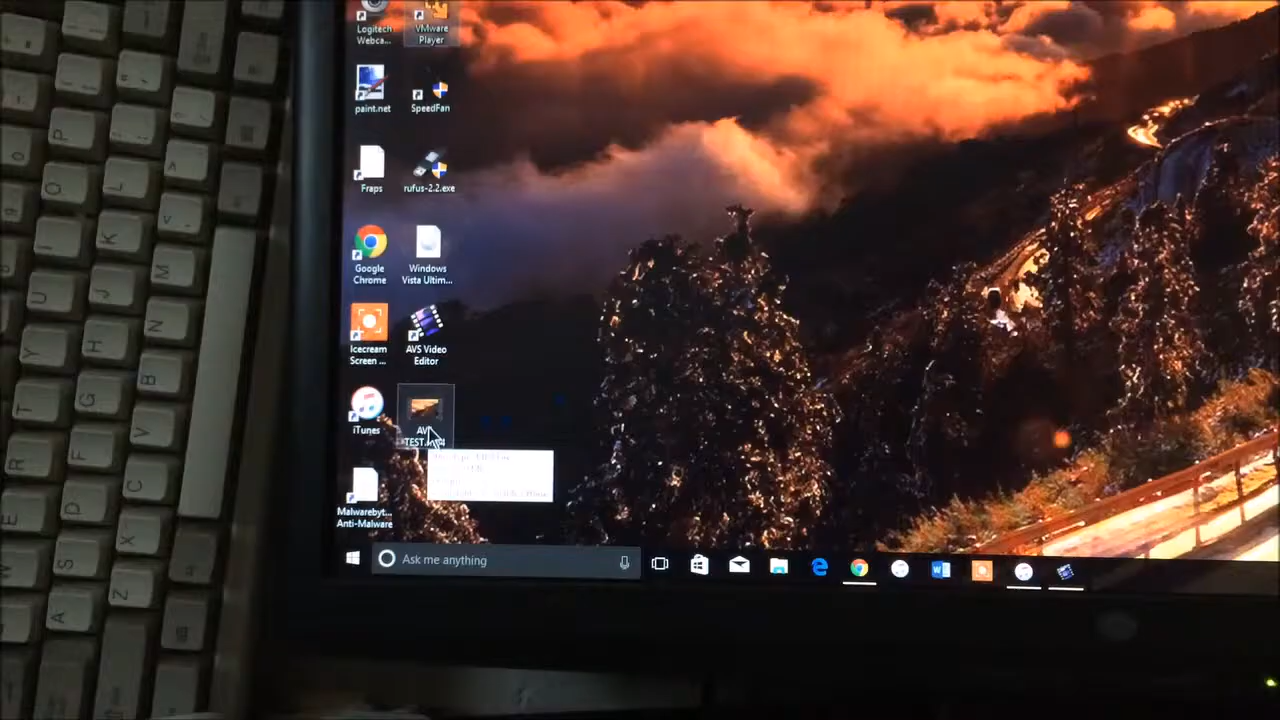 Logitech
Webca...
VMware
Player
paint.net
SpeedFan
Fraps
rufus-2.2.exe
Google
Chrome
Windows
Vista Ultim...
Icecream
Screen ...
AVS Video
Editor
iTunes
Malwarebyt...
Anti-Malware
Ask me anything
P
O
L
I
K
U
J
M
Y
H
N
T
G
B
R
F
V
E
D
C
S
X
A
Z